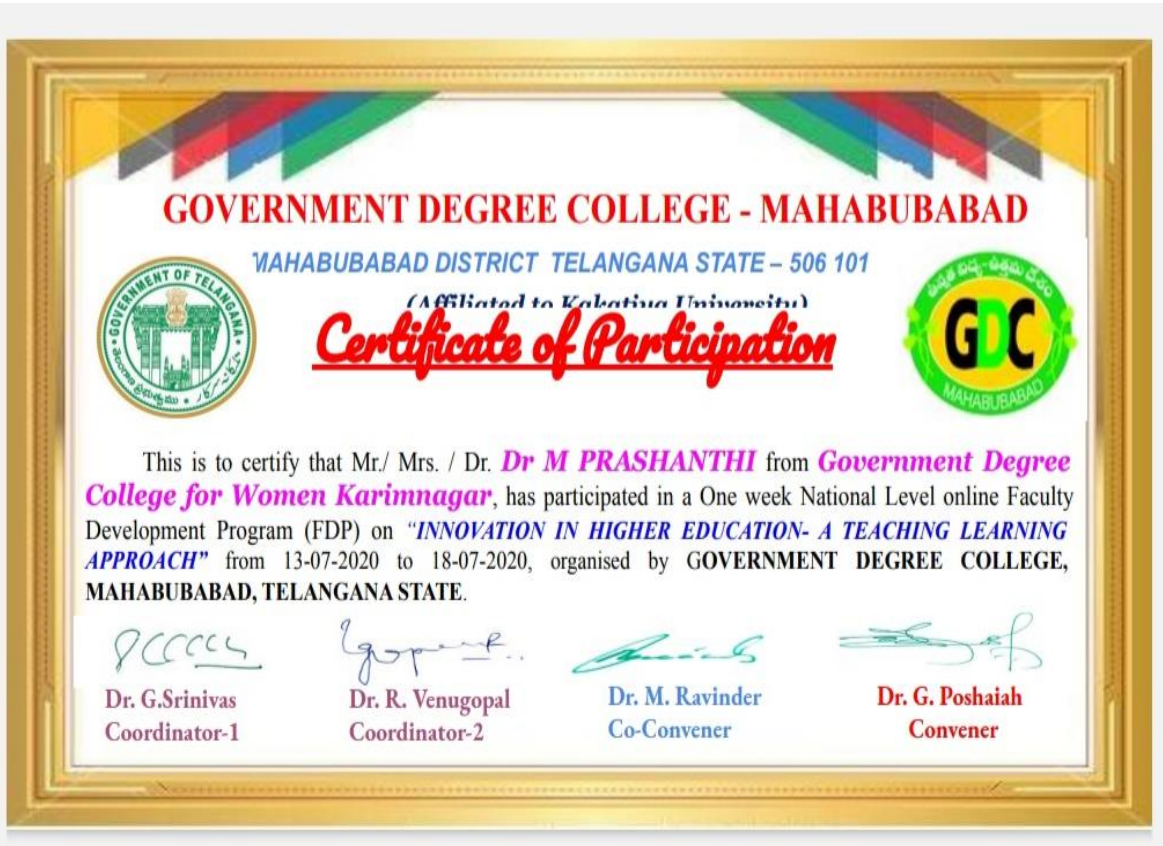 GOVERNMENT DEGREE COLLEGE - MAHABUBABAD
MAHABUBABAD DISTRICT TELANGANA STATE – 506 101
(Affiliated to Kakatiya University)
Certificate of Participation
GOVERNMENT OF TELANGANA
తెలంగాణ ప్రభుత్వము
GDC
MAHABUBABAD
This is to certify that Mr./ Mrs. / Dr. Dr M PRASHANTHI from Government Degree
College for Women Karimnagar, has participated in a One week National Level online Faculty
Development Program (FDP) on "INNOVATION IN HIGHER EDUCATION- A TEACHING LEARNING
APPROACH" from 13-07-2020 to 18-07-2020, organised by GOVERNMENT DEGREE COLLEGE,
MAHABUBABAD, TELANGANA STATE.
Dr. G.Srinivas
Coordinator-1
Dr. R. Venugopal
Coordinator-2
Dr. M. Ravinder
Co-Convener
Dr. G. Poshaiah
Convener